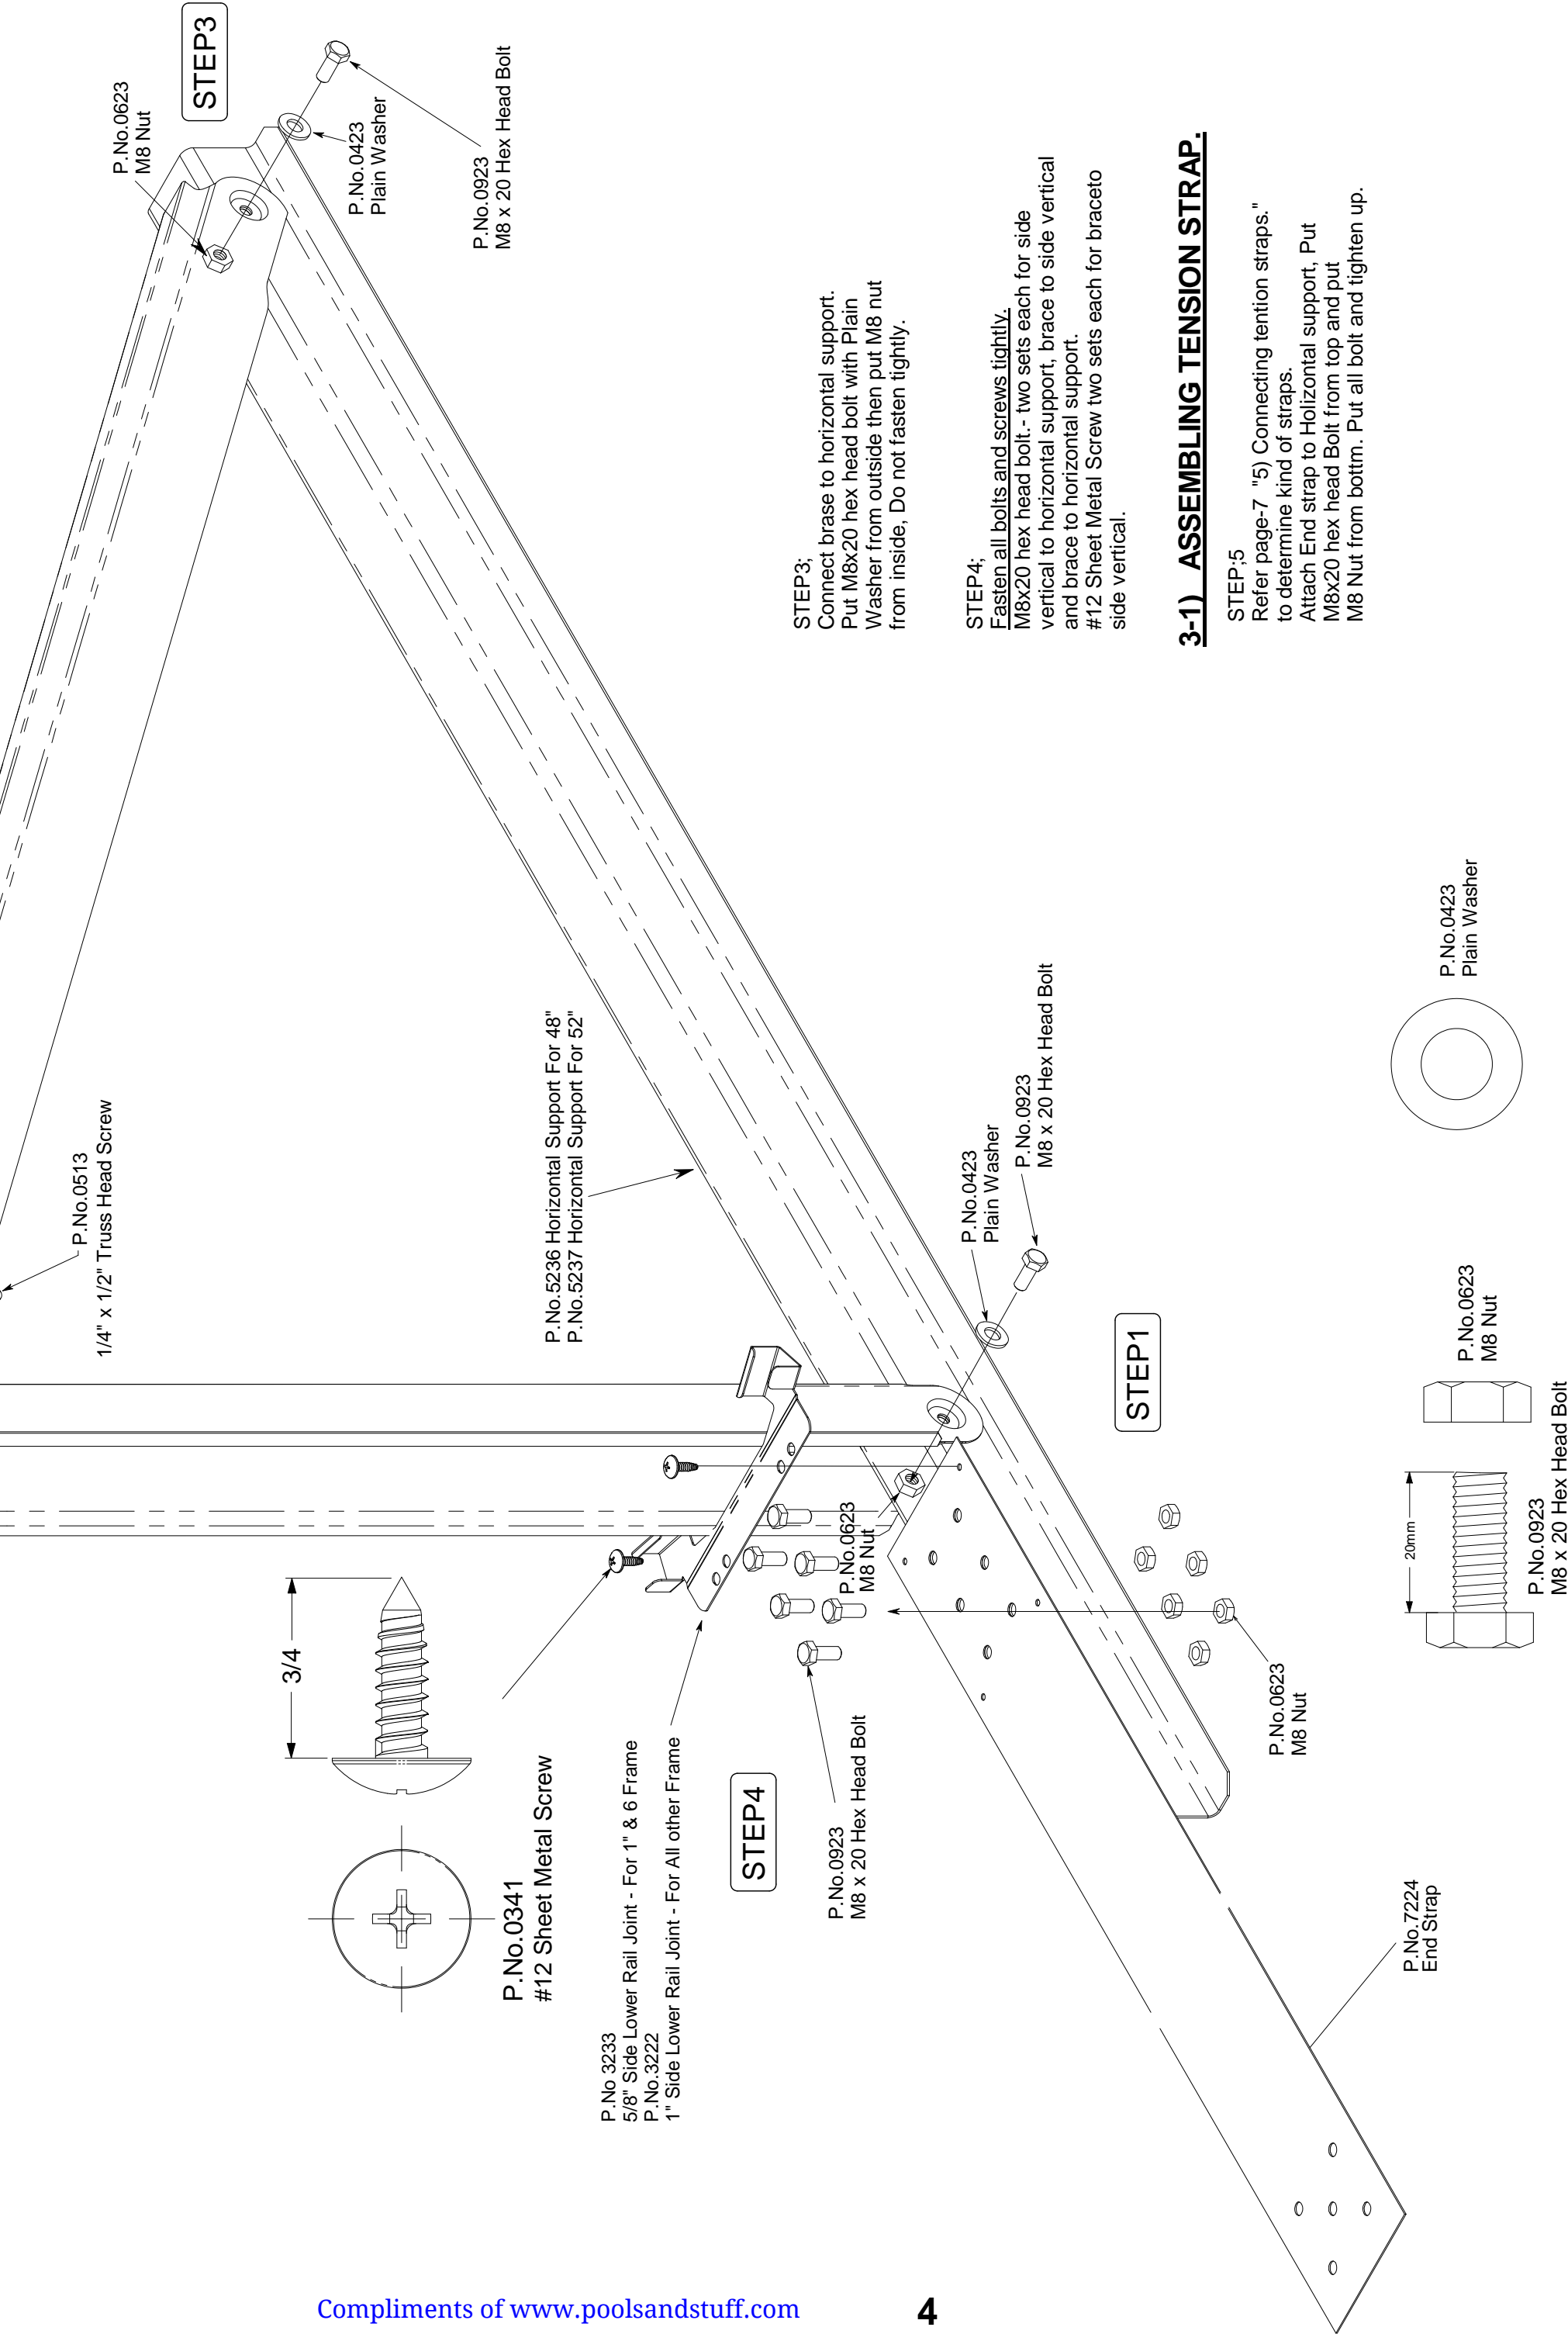 STEP3
P.No.0623
M8 Nut
P.No.0423
Plain Washer
P.No.0923
M8 x 20 Hex Head Bolt
P.No.0513
1/4" x 1/2" Truss Head Screw
P.No.5236 Horizontal Support For 48"
P.No.5237 Horizontal Support For 52"
STEP3;
Connect brase to horizontal support.
Put M8x20 hex head bolt with Plain
Washer from outside then put M8 nut
from inside, Do not fasten tightly.
STEP4;
Fasten all bolts and screws tightly.
M8x20 hex head bolt.- two sets each for side
vertical to horizontal support, brace to side vertical
and brace to horizontal support.
#12 Sheet Metal Screw two sets each for braceto
side vertical.
3-1) ASSEMBLING TENSION STRAP.
STEP;5
Refer page-7 "5) Connecting tention straps."
to determine kind of straps.
Attach End strap to Holizontal support, Put
M8x20 hex head Bolt from top and put
M8 Nut from bottm. Put all bolt and tighten up.
3/4
P.No.0341
#12 Sheet Metal Screw
P.No 3233
5/8" Side Lower Rail Joint - For 1" & 6 Frame
P.No.3222
1" Side Lower Rail Joint - For All other Frame
STEP4
P.No.0923
M8 x 20 Hex Head Bolt
P.No.0623
M8 Nut
P.No.0423
Plain Washer
P.No.0923
M8 x 20 Hex Head Bolt
STEP1
P.No.0623
M8 Nut
P.No.7224
End Strap
20mm
P.No.0923
M8 x 20 Hex Head Bolt
P.No.0623
M8 Nut
P.No.0423
Plain Washer
Compliments of www.poolsandstuff.com
4